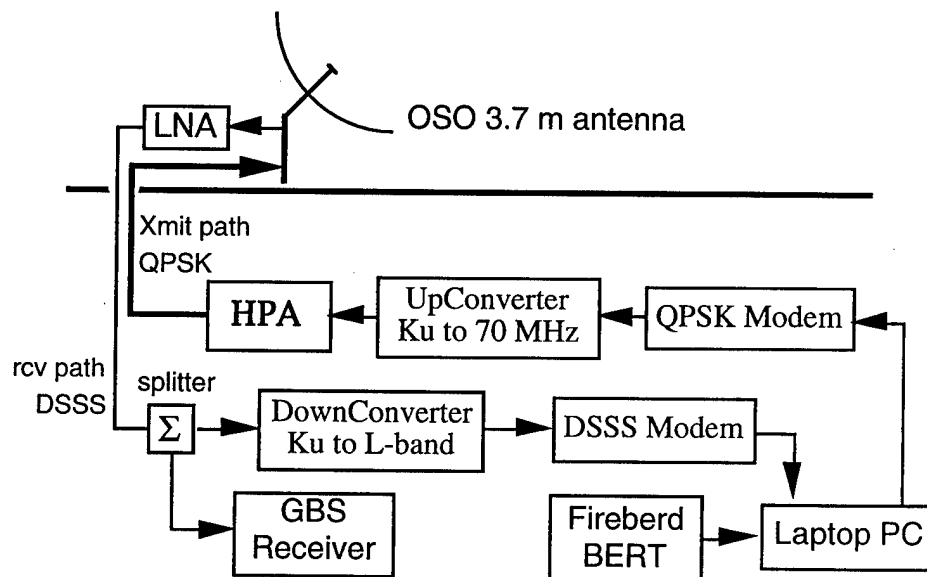 OSO 3.7 m antenna
LNA
Xmit path
QPSK
HPA
UpConverter
Ku to 70 MHz
QPSK Modem
rcv path
DSSS
splitter
Σ
DownConverter
Ku to L-band
DSSS Modem
GBS
Receiver
Fireberd
BERT
Laptop PC